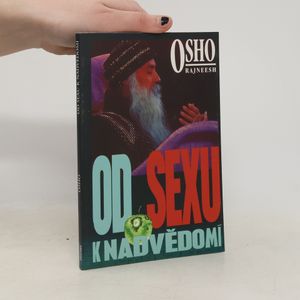 OSHO
RAJNEESH
OD SEXU
K NADVĚDOMÍ